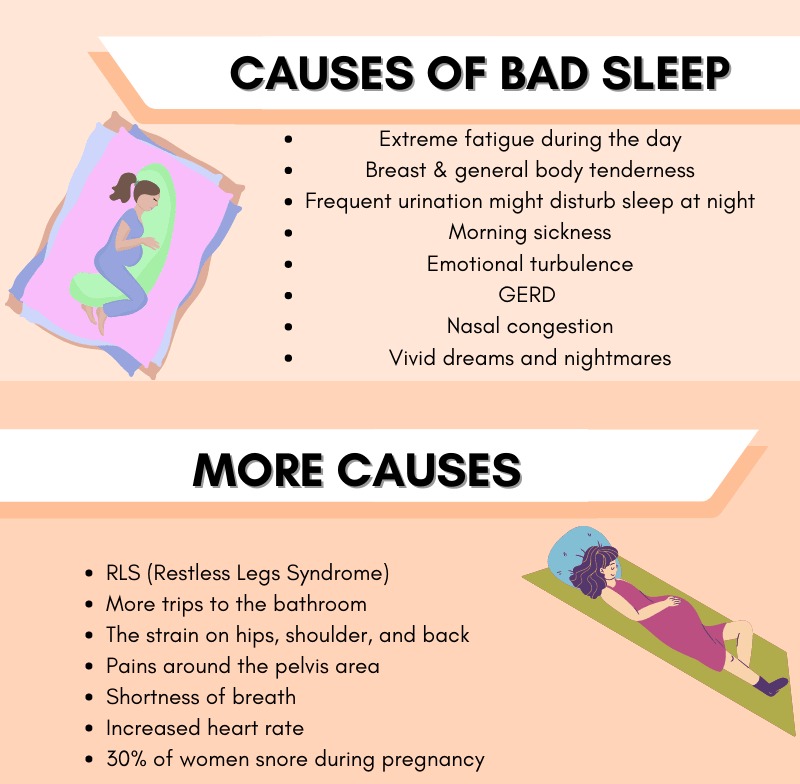 CAUSES OF BAD SLEEP
• Extreme fatigue during the day
• Breast & general body tenderness
• Frequent urination might disturb sleep at night
• Morning sickness
• Emotional turbulence
• GERD
• Nasal congestion
• Vivid dreams and nightmares
MORE CAUSES
• RLS (Restless Legs Syndrome)
• More trips to the bathroom
• The strain on hips, shoulder, and back
• Pains around the pelvis area
• Shortness of breath
• Increased heart rate
• 30% of women snore during pregnancy